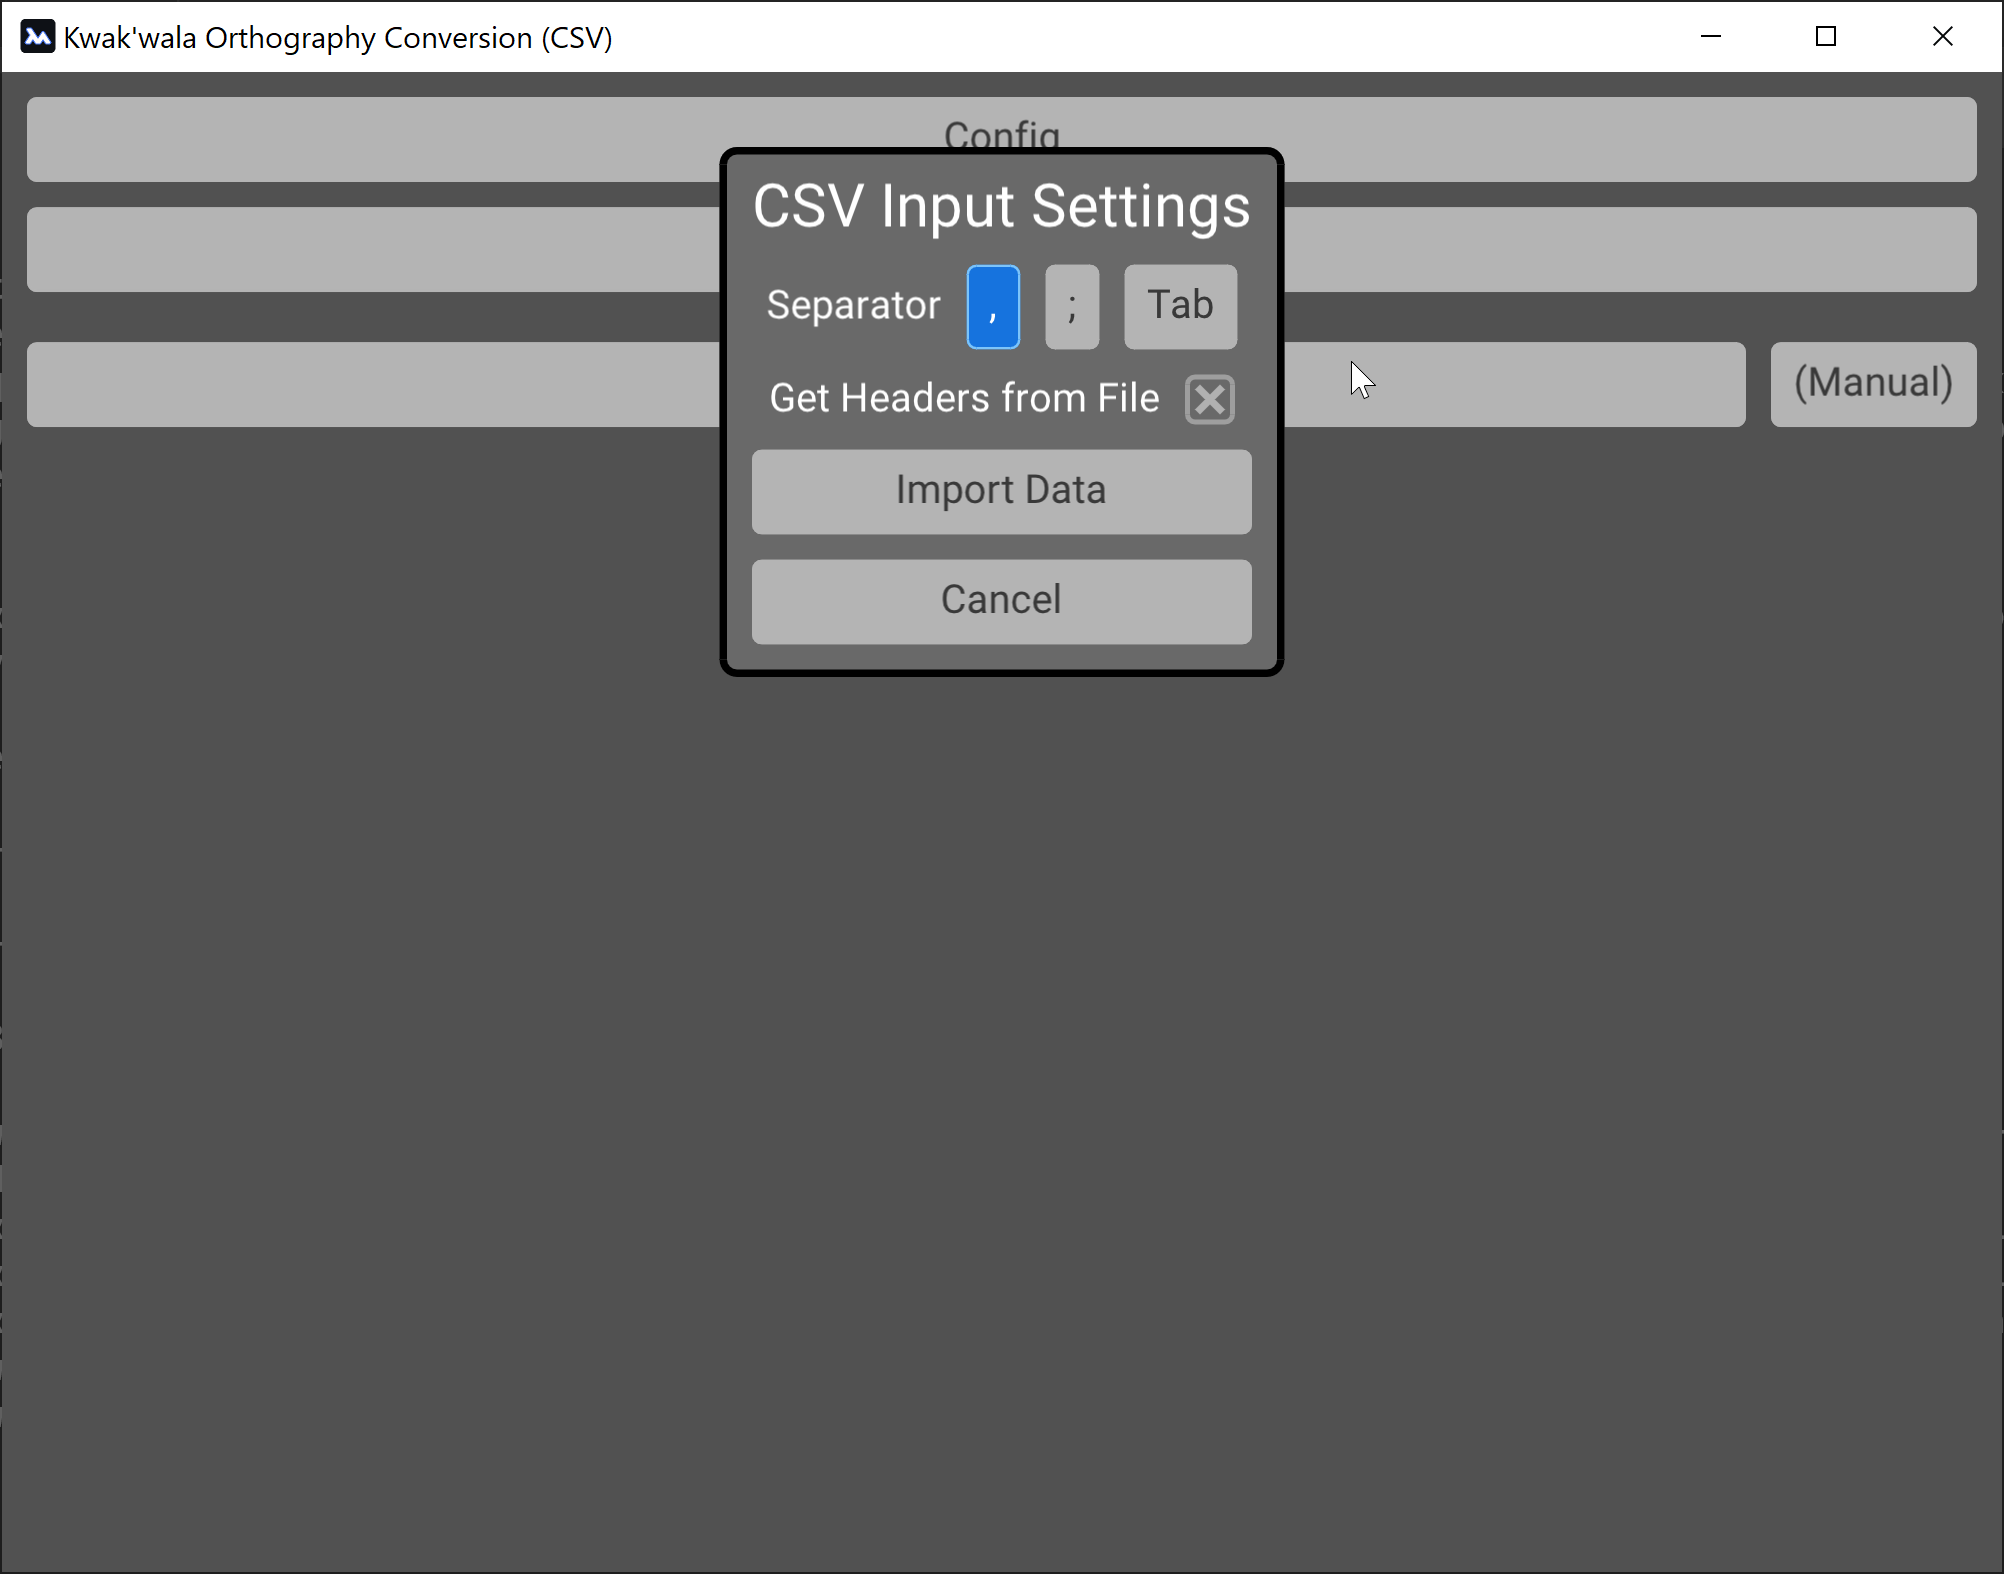 Kwak'wala Orthography Conversion (CSV)
Config
CSV Input Settings
Separator , ; Tab
(Manual)
Get Headers from File
Import Data
Cancel